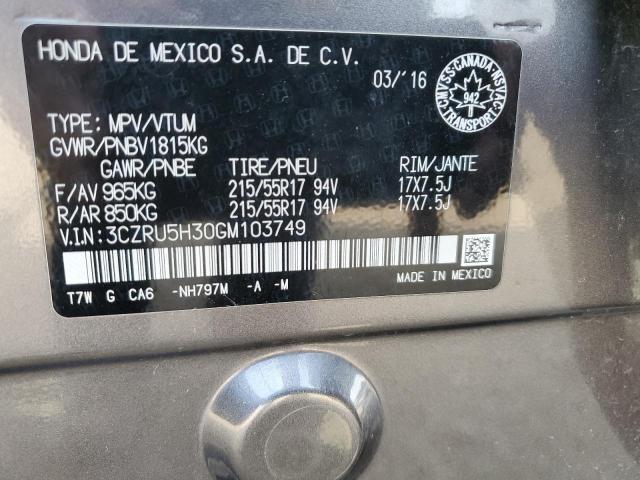 HONDA DE MEXICO S.A. DE C.V.
03/'16
CMVSS·CANADA·NSVAC
942
TRANSPORT
TYPE: MPV/VTUM
GVWR/PNBV1815KG
GAWR/PNBE TIRE/PNEU RIM/JANTE
F/AV 965KG 215/55R17 94V 17X7.5J
R/AR 850KG 215/55R17 94V 17X7.5J
V.I.N: 3CZRU5H30GM103749
T7W G CA6 -NH797M -A -M MADE IN MEXICO